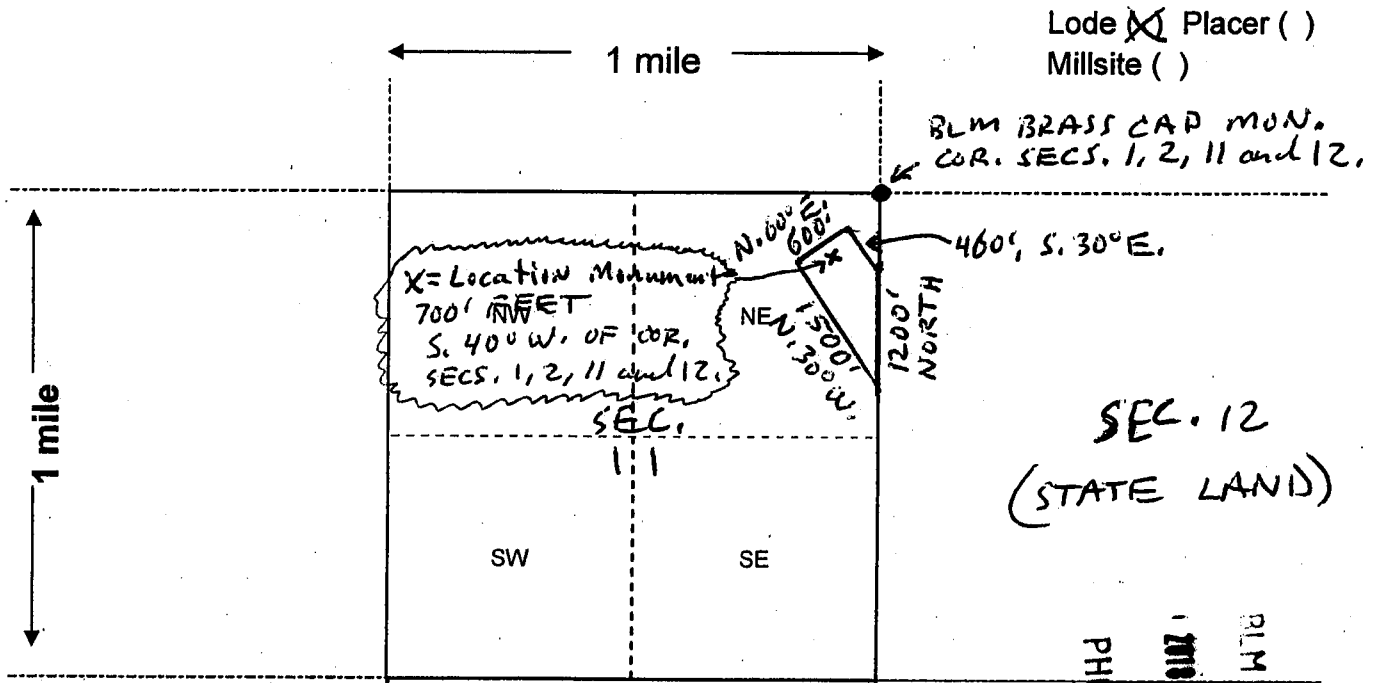 Lode (X) Placer ( )
Millsite ( )
1 mile
BLM BRASS CAP MON.
COR. SECS. 1, 2, 11 and 12.
1 mile
N. 60° E.
600'
460', S. 30° E.
X = Location Monument
700' FEET
NW
S. 40° W. OF COR.
SECS. 1, 2, 11 and 12.
NE
1500'
N. 30° W.
1200'
NORTH
SEC.
11
SEC. 12
(STATE LAND)
SW
SE
BLM
PH